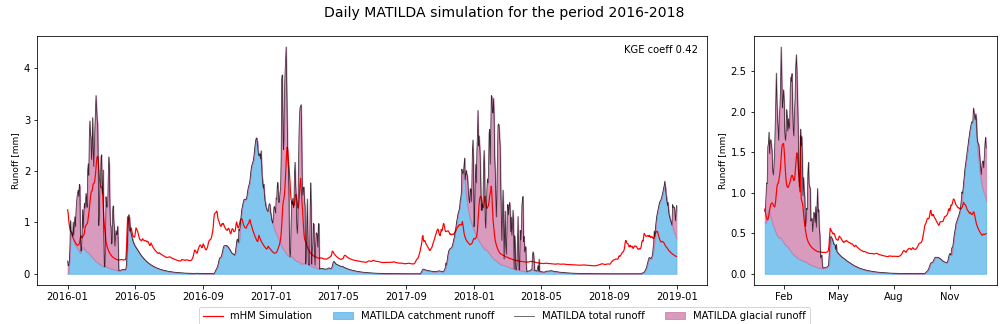 Daily MATILDA simulation for the period 2016-2018
KGE coeff 0.42
Runoff [mm]
4
3
2
1
0
2016-01 2016-05 2016-09 2017-01 2017-05 2017-09 2018-01 2018-05 2018-09 2019-01
Runoff [mm]
2.5
2.0
1.5
1.0
0.5
0.0
Feb May Aug Nov
mHM Simulation MATILDA catchment runoff MATILDA total runoff MATILDA glacial runoff